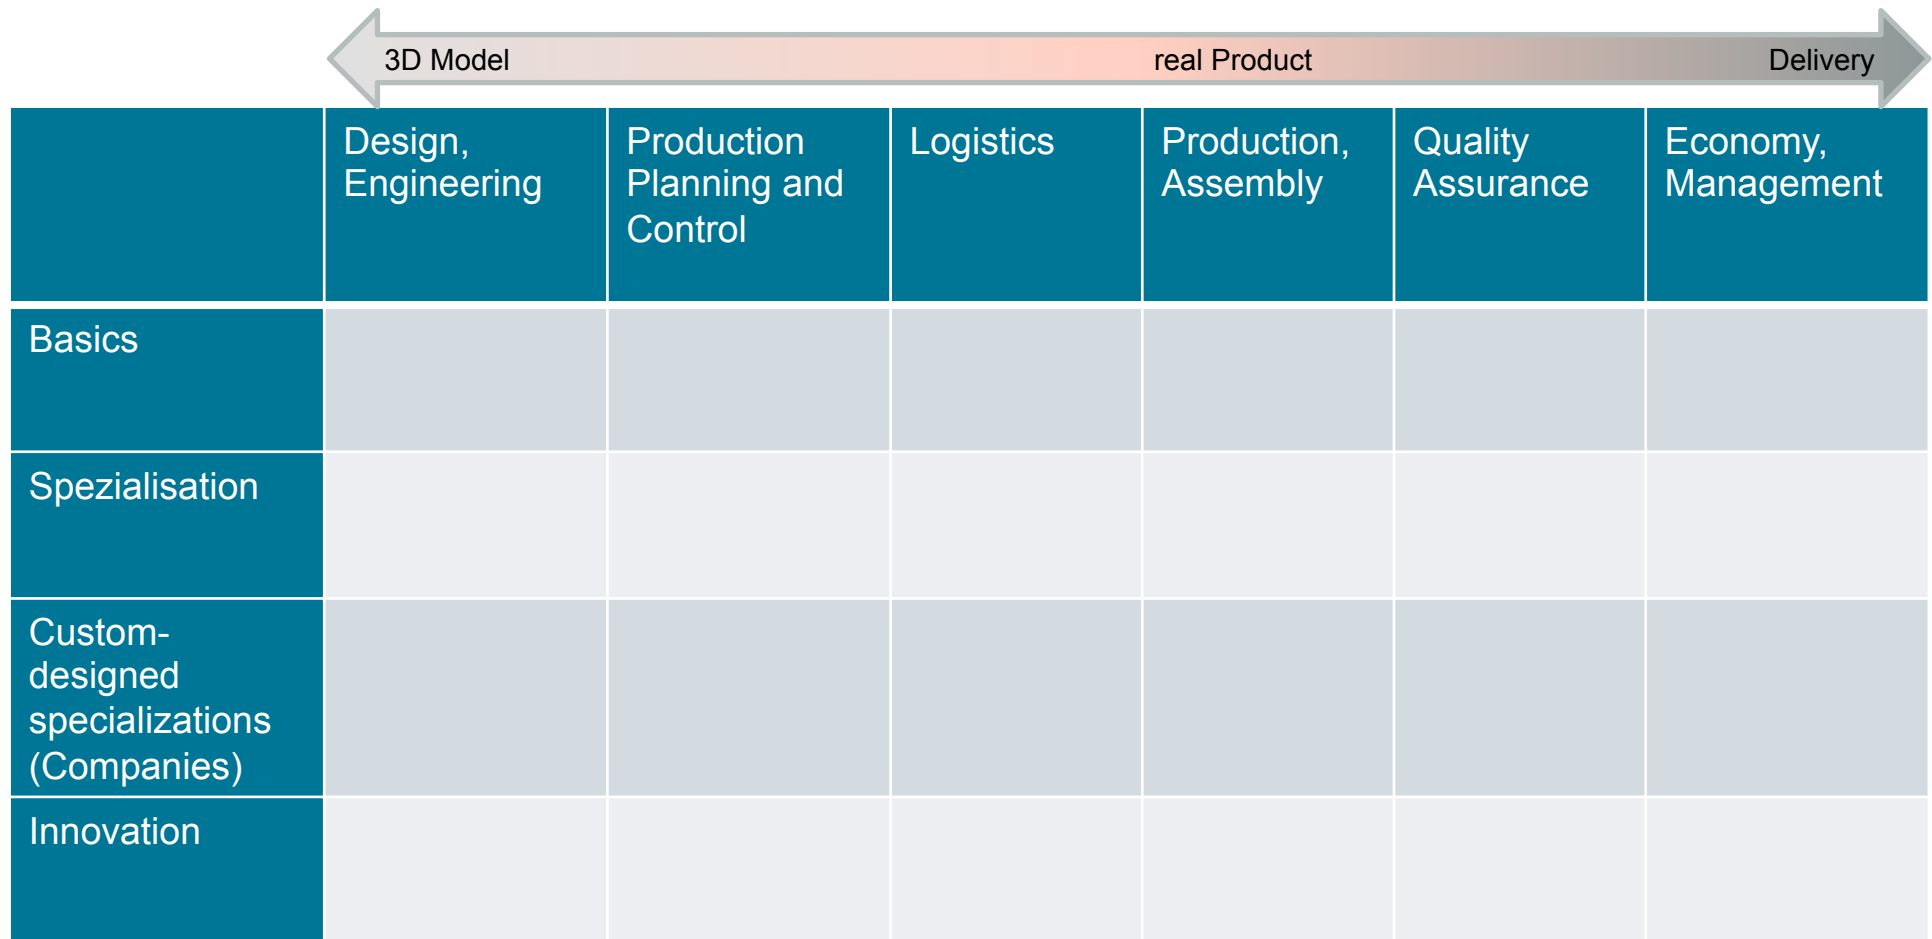 3D Model real Product Delivery
Design,
Engineering
Production
Planning and
Control
Logistics
Production,
Assembly
Quality
Assurance
Economy,
Management
Basics
Spezialisation
Custom-
designed
specializations
(Companies)
Innovation